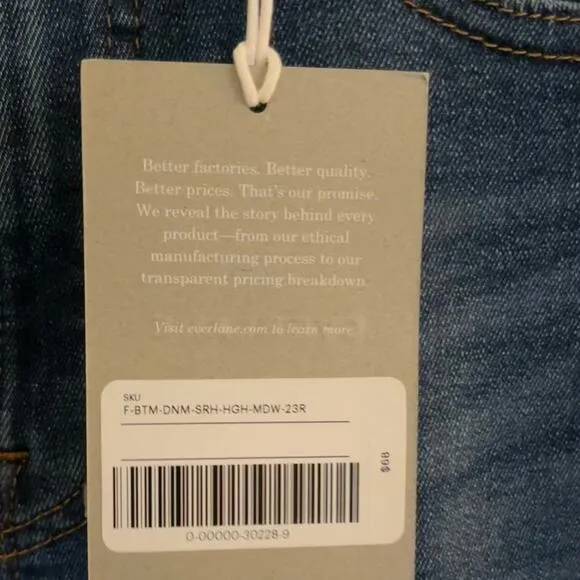 Better factories. Better quality.
Better prices. That's our promise.
We reveal the story behind every
product—from our ethical
manufacturing process to our
transparent pricing breakdown.
Visit everlane.com to learn more.
SKU
F-BTM-DNM-SRH-HGH-MDW-23R
$68
0-00000-30228-9